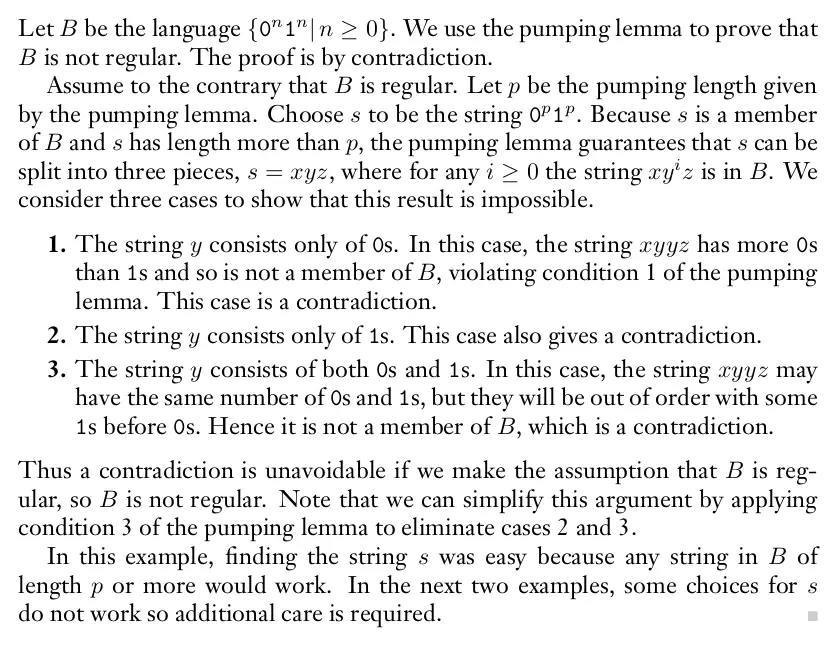 Let B be the language {0ⁿ1ⁿ| n ≥ 0}. We use the pumping lemma to prove that
B is not regular. The proof is by contradiction.
Assume to the contrary that B is regular. Let p be the pumping length given
by the pumping lemma. Choose s to be the string 0ᵖ1ᵖ. Because s is a member
of B and s has length more than p, the pumping lemma guarantees that s can be
split into three pieces, s = xyz, where for any i ≥ 0 the string xyⁱz is in B. We
consider three cases to show that this result is impossible.
1. The string y consists only of 0s. In this case, the string xyyz has more 0s
than 1s and so is not a member of B, violating condition 1 of the pumping
lemma. This case is a contradiction.
2. The string y consists only of 1s. This case also gives a contradiction.
3. The string y consists of both 0s and 1s. In this case, the string xyyz may
have the same number of 0s and 1s, but they will be out of order with some
1s before 0s. Hence it is not a member of B, which is a contradiction.
Thus a contradiction is unavoidable if we make the assumption that B is reg-
ular, so B is not regular. Note that we can simplify this argument by applying
condition 3 of the pumping lemma to eliminate cases 2 and 3.
In this example, finding the string s was easy because any string in B of
length p or more would work. In the next two examples, some choices for s
do not work so additional care is required.